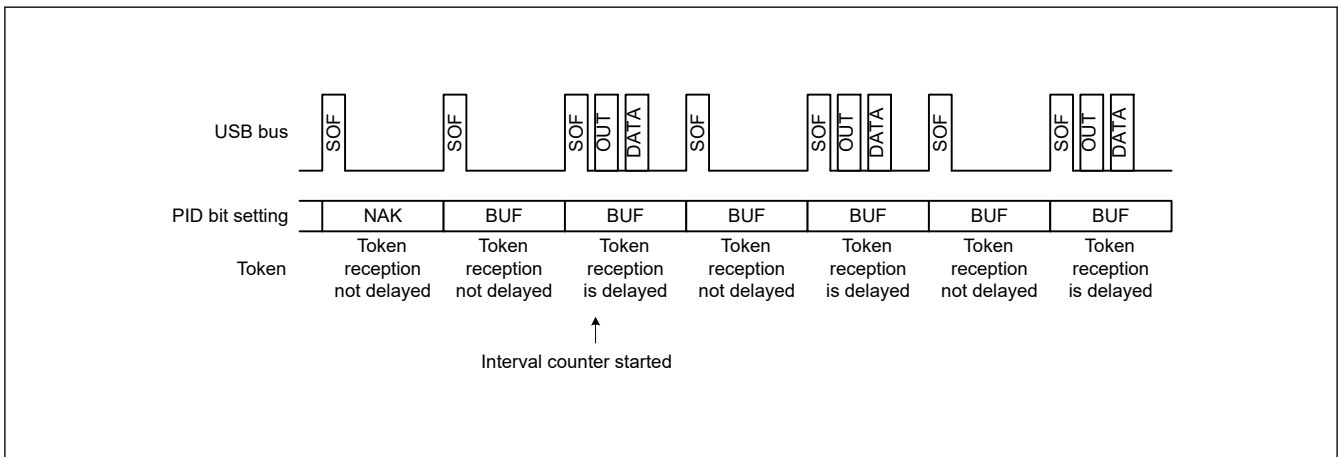 USB bus
SOF SOF SOF OUT DATA SOF SOF OUT DATA SOF SOF OUT DATA
PID bit setting NAK BUF BUF BUF BUF BUF BUF
Token
Token reception not delayed
Token reception not delayed
Token reception is delayed
Token reception not delayed
Token reception is delayed
Token reception not delayed
Token reception is delayed
Interval counter started